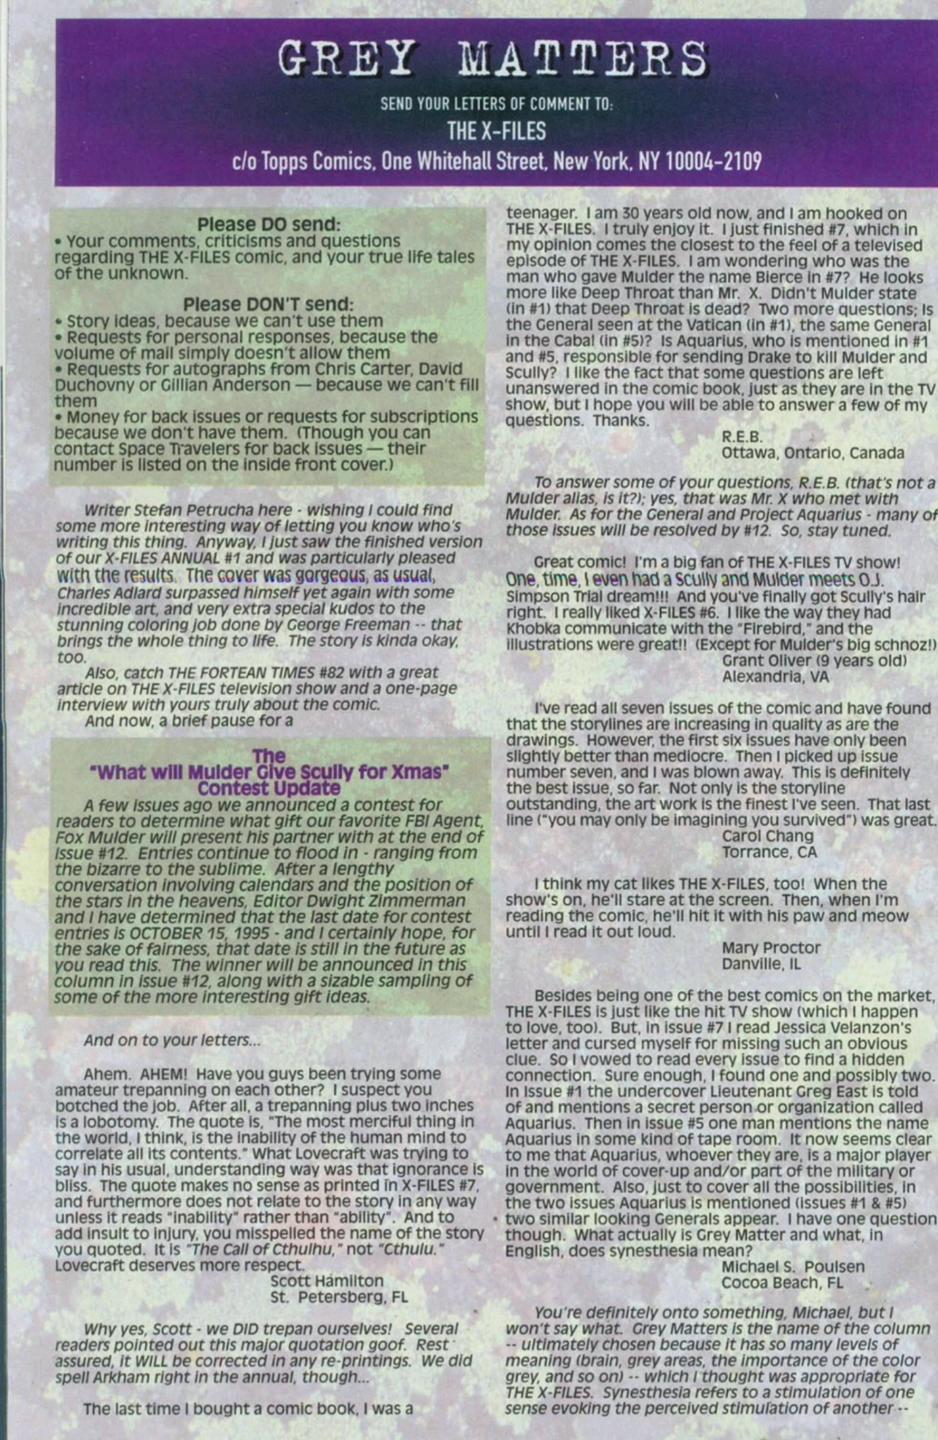 GREY MATTERS
SEND YOUR LETTERS OF COMMENT TO:
THE X-FILES
c/o Topps Comics, One Whitehall Street, New York, NY 10004-2109
Please DO send:
• Your comments, criticisms and questions
regarding THE X-FILES comic, and your true life tales
of the unknown.
Please DON'T send:
• Story ideas, because we can't use them
• Requests for personal responses, because the
volume of mail simply doesn't allow them
• Requests for autographs from Chris Carter, David
Duchovny or Gillian Anderson — because we can't fill
them
• Money for back issues or requests for subscriptions
because we don't have them. (Though you can
contact Space Travelers for back issues — their
number is listed on the inside front cover.)
Writer Stefan Petrucha here - wishing I could find
some more interesting way of letting you know who's
writing this thing. Anyway, I just saw the finished version
of our X-FILES ANNUAL #1 and was particularly pleased
with the results. The cover was gorgeous, as usual,
Charles Adlard surpassed himself yet again with some
incredible art, and very extra special kudos to the
stunning coloring job done by George Freeman -- that
brings the whole thing to life. The story is kinda okay,
too.
Also, catch THE FORTEAN TIMES #82 with a great
article on THE X-FILES television show and a one-page
interview with yours truly about the comic.
And now, a brief pause for a
The
"What will Mulder Give Scully for Xmas"
Contest Update
A few issues ago we announced a contest for
readers to determine what gift our favorite FBI Agent,
Fox Mulder will present his partner with at the end of
issue #12. Entries continue to flood in - ranging from
the bizarre to the sublime. After a lengthy
conversation involving calendars and the position of
the stars in the heavens, Editor Dwight Zimmerman
and I have determined that the last date for contest
entries is OCTOBER 15, 1995 - and I certainly hope, for
the sake of fairness, that date is still in the future as
you read this. The winner will be announced in this
column in issue #12, along with a sizable sampling of
some of the more interesting gift ideas.
And on to your letters...
Ahem. AHEM! Have you guys been trying some
amateur trepanning on each other? I suspect you
botched the job. After all, a trepanning plus two inches
is a lobotomy. The quote is, "The most merciful thing in
the world, I think, is the inability of the human mind to
correlate all its contents." What Lovecraft was trying to
say in his usual, understanding way was that ignorance is
bliss. The quote makes no sense as printed in X-FILES #7,
and furthermore does not relate to the story in any way
unless it reads "inability" rather than "ability". And to
add insult to injury, you misspelled the name of the story
you quoted. It is "The Call of Cthulhu," not "Cthulu."
Lovecraft deserves more respect.
Scott Hamilton
St. Petersberg, FL
Why yes, Scott - we DID trepan ourselves! Several
readers pointed out this major quotation goof. Rest
assured, it WILL be corrected in any re-printings. We did
spell Arkham right in the annual, though...
The last time I bought a comic book, I was a
teenager. I am 30 years old now, and I am hooked on
THE X-FILES. I truly enjoy it. I just finished #7, which in
my opinion comes the closest to the feel of a televised
episode of THE X-FILES. I am wondering who was the
man who gave Mulder the name Bierce in #7? He looks
more like Deep Throat than Mr. X. Didn't Mulder state
(in #1) that Deep Throat is dead? Two more questions; Is
the General seen at the Vatican (in #1), the same General
in the Cabal (in #5)? Is Aquarius, who is mentioned in #1
and #5, responsible for sending Drake to kill Mulder and
Scully? I like the fact that some questions are left
unanswered in the comic book, just as they are in the TV
show, but I hope you will be able to answer a few of my
questions. Thanks.
R.E.B.
Ottawa, Ontario, Canada
To answer some of your questions, R.E.B. (that's not a
Mulder alias, is it?); yes, that was Mr. X who met with
Mulder. As for the General and Project Aquarius - many of
those issues will be resolved by #12. So, stay tuned.
Great comic! I'm a big fan of THE X-FILES TV show!
One, time, I even had a Scully and Mulder meets O.J.
Simpson Trial dream!!! And you've finally got Scully's hair
right. I really liked X-FILES #6. I like the way they had
Khobka communicate with the "Firebird," and the
illustrations were great!! (Except for Mulder's big schnoz!)
Grant Oliver (9 years old)
Alexandria, VA
I've read all seven issues of the comic and have found
that the storylines are increasing in quality as are the
drawings. However, the first six issues have only been
slightly better than mediocre. Then I picked up issue
number seven, and I was blown away. This is definitely
the best issue, so far. Not only is the storyline
outstanding, the art work is the finest I've seen. That last
line ("you may only be imagining you survived") was great.
Carol Chang
Torrance, CA
I think my cat likes THE X-FILES, too! When the
show's on, he'll stare at the screen. Then, when I'm
reading the comic, he'll hit it with his paw and meow
until I read it out loud.
Mary Proctor
Danville, IL
Besides being one of the best comics on the market,
THE X-FILES is just like the hit TV show (which I happen
to love, too). But, in issue #7 I read Jessica Velanzon's
letter and cursed myself for missing such an obvious
clue. So I vowed to read every issue to find a hidden
connection. Sure enough, I found one and possibly two.
In issue #1 the undercover Lieutenant Greg East is told
of and mentions a secret person or organization called
Aquarius. Then in issue #5 one man mentions the name
Aquarius in some kind of tape room. It now seems clear
to me that Aquarius, whoever they are, is a major player
in the world of cover-up and/or part of the military or
government. Also, just to cover all the possibilities, in
the two issues Aquarius is mentioned (issues #1 & #5)
two similar looking Generals appear. I have one question
though. What actually is Grey Matter and what, in
English, does synesthesia mean?
Michael S. Poulsen
Cocoa Beach, FL
You're definitely onto something, Michael, but I
won't say what. Grey Matters is the name of the column
-- ultimately chosen because it has so many levels of
meaning (brain, grey areas, the importance of the color
grey, and so on) -- which I thought was appropriate for
THE X-FILES. Synesthesia refers to a stimulation of one
sense evoking the perceived stimulation of another --